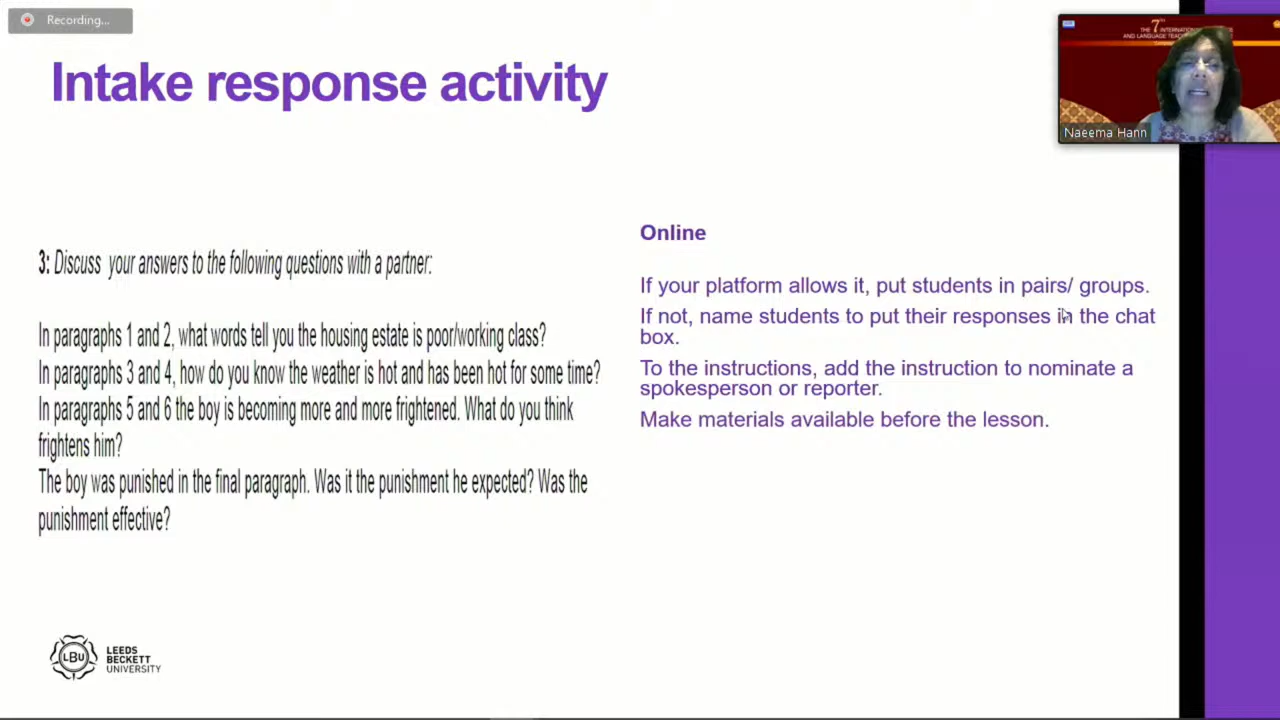 Recording...
Intake response activity
THE 7TH INTERNATIONAL
AND LANGUAGE
Naeema Hann
3: Discuss your answers to the following questions with a partner:
In paragraphs 1 and 2, what words tell you the housing estate is poor/working class?
In paragraphs 3 and 4, how do you know the weather is hot and has been hot for some time?
In paragraphs 5 and 6 the boy is becoming more and more frightened. What do you think
frightens him?
The boy was punished in the final paragraph. Was it the punishment he expected? Was the
punishment effective?
Online
If your platform allows it, put students in pairs/ groups.
If not, name students to put their responses in the chat
box.
To the instructions, add the instruction to nominate a
spokesperson or reporter.
Make materials available before the lesson.
LBU
LEEDS
BECKETT
UNIVERSITY